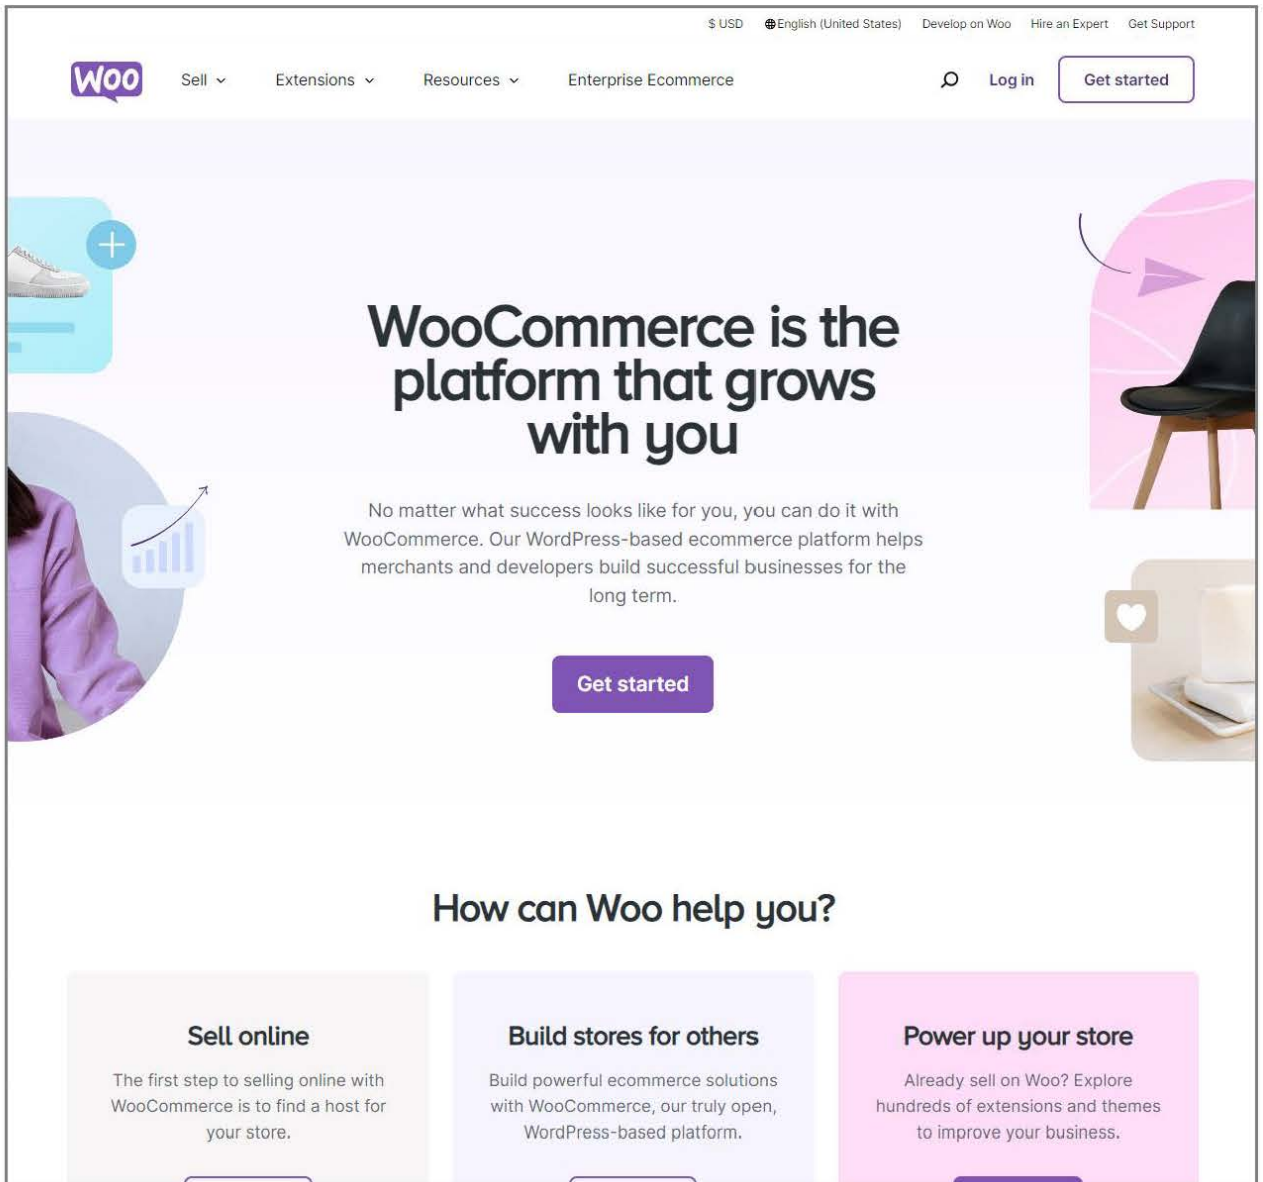 $ USD English (United States) Develop on Woo Hire an Expert Get Support
Woo Sell Extensions Resources Enterprise Ecommerce Log in Get started
WooCommerce is the
platform that grows
with you
No matter what success looks like for you, you can do it with
WooCommerce. Our WordPress-based ecommerce platform helps
merchants and developers build successful businesses for the
long term.
Get started
How can Woo help you?
Sell online
The first step to selling online with
WooCommerce is to find a host for
your store.
Build stores for others
Build powerful ecommerce solutions
with WooCommerce, our truly open,
WordPress-based platform.
Power up your store
Already sell on Woo? Explore
hundreds of extensions and themes
to improve your business.